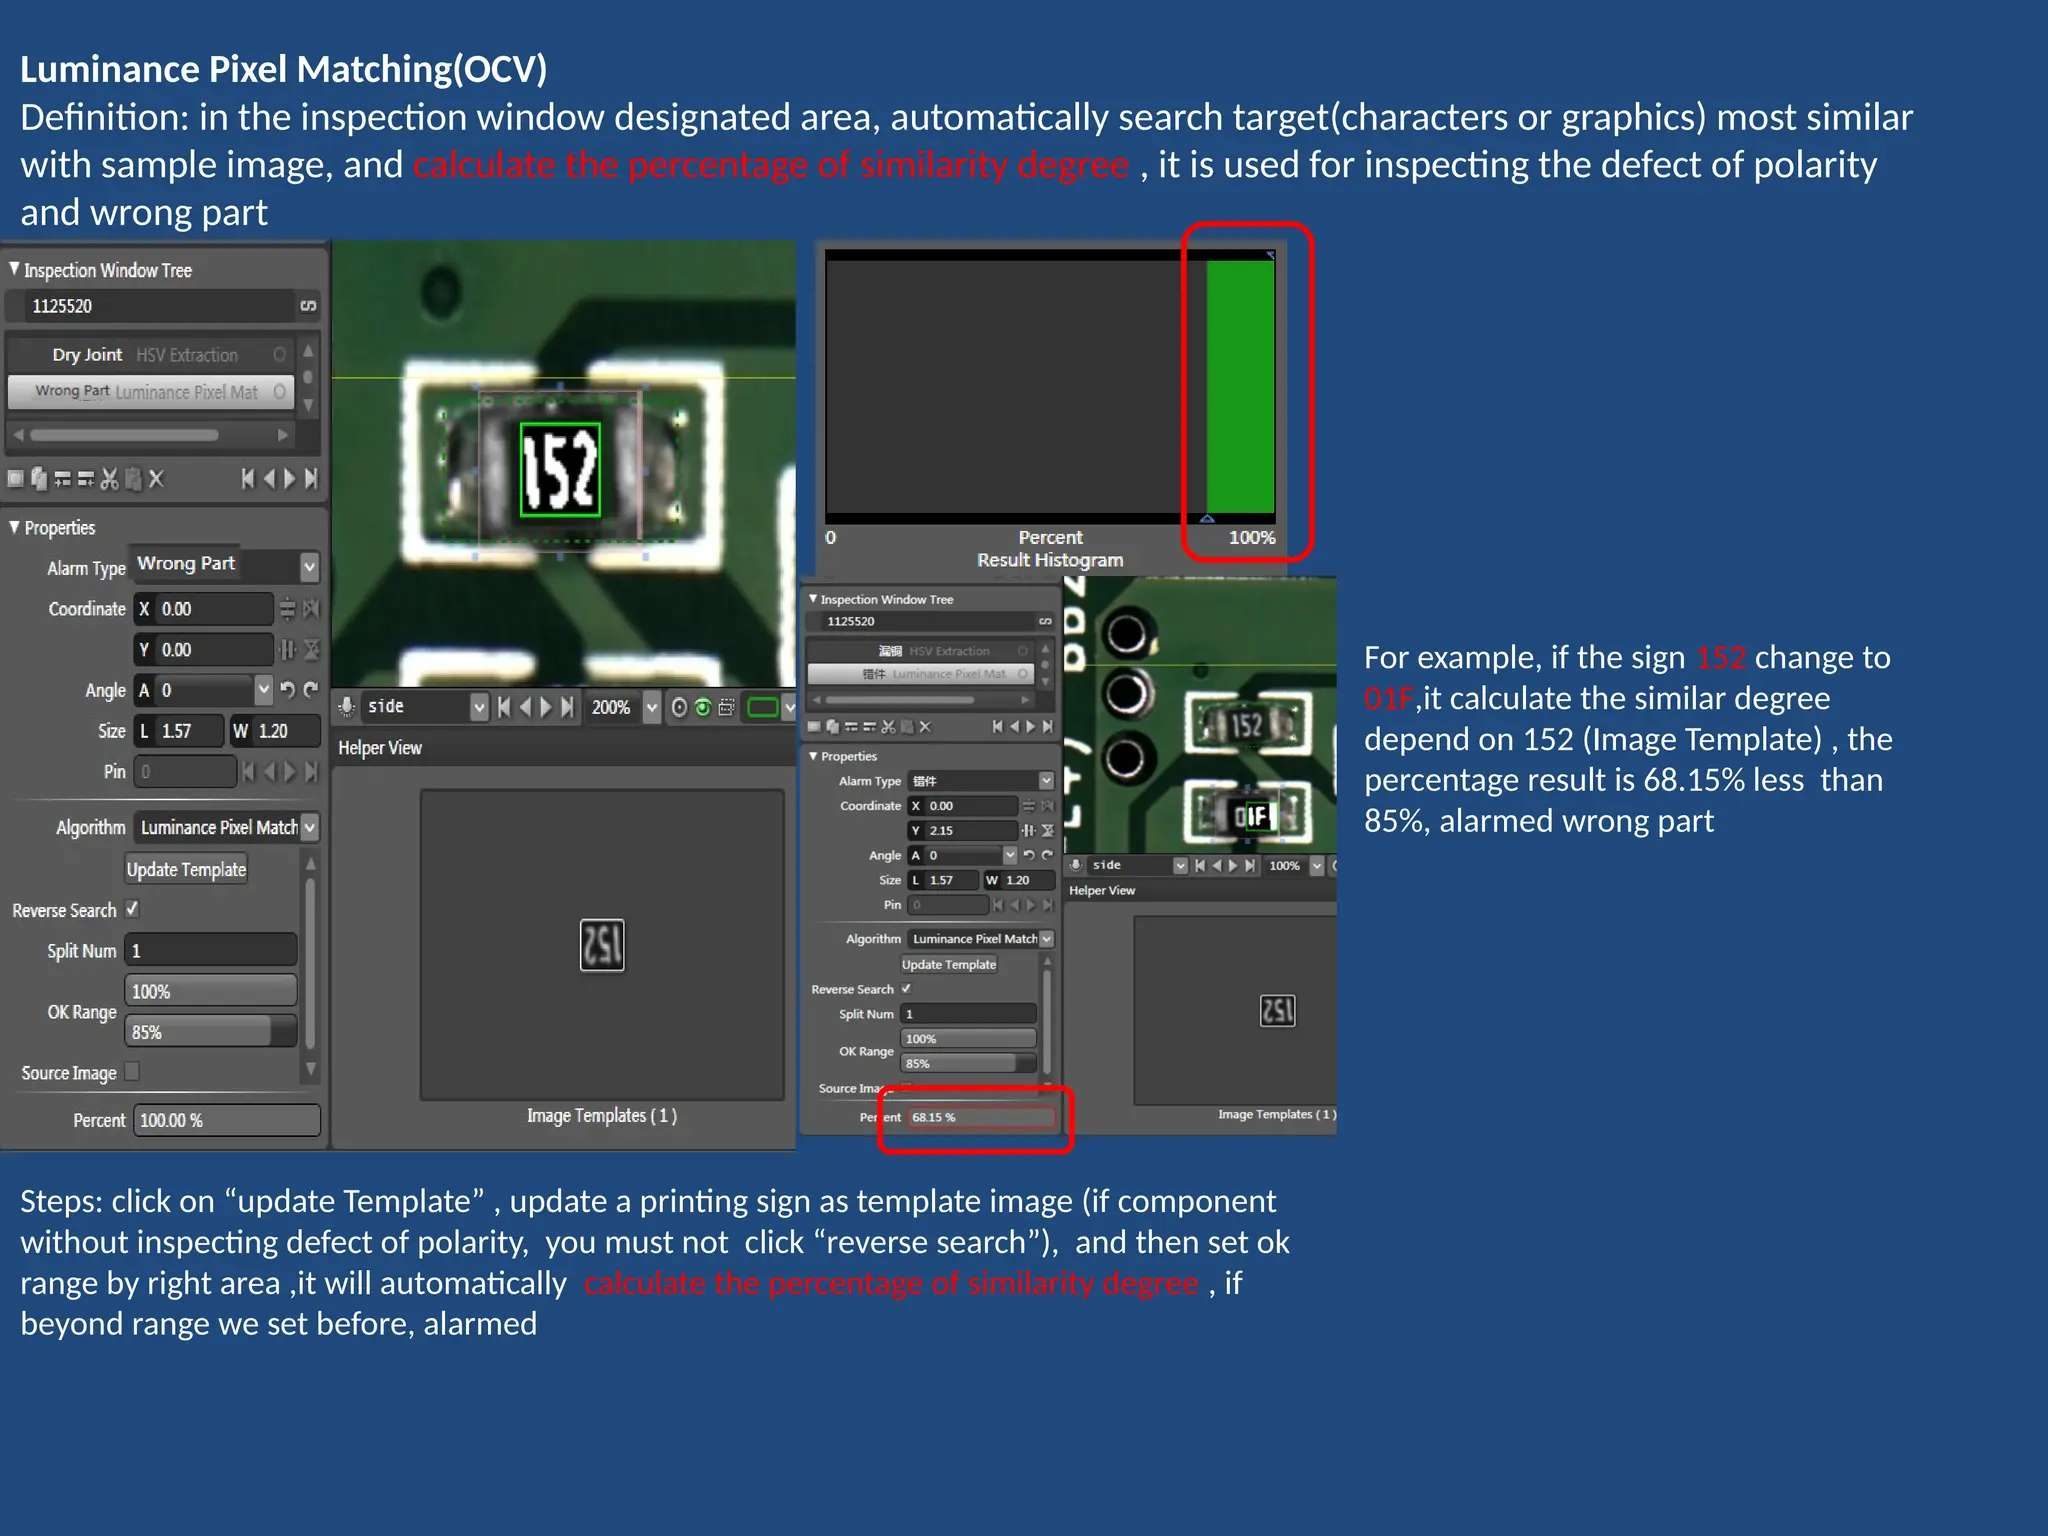 Luminance Pixel Matching(OCV)
Definition: in the inspection window designated area, automatically search target(characters or graphics) most similar
with sample image, and calculate the percentage of similarity degree , it is used for inspecting the defect of polarity
and wrong part
Inspection Window Tree
1125520
Dry Joint HSV Extraction
Wrong Part Luminance Pixel Mat
Properties
Alarm Type Wrong Part
Coordinate X 0.00
Y 0.00
Angle A 0
Size L 1.57 W 1.20
Pin 0
Algorithm Luminance Pixel Match
Update Template
Reverse Search
Split Num 1
100%
OK Range
85%
Source Image
Percent 100.00 %
152
side 200%
Helper View
152
Image Templates ( 1 )
0 Percent 100%
Result Histogram
Inspection Window Tree
1125520
漏铜 HSV Extraction
错件 Luminance Pixel Mat
Properties
Alarm Type 错件
Coordinate X 0.00
Y 2.15
Angle A 0
Size L 1.57 W 1.20
Pin 0
Algorithm Luminance Pixel Match
Update Template
Reverse Search
Split Num 1
100%
OK Range
85%
Source Image
Percent 68.15 %
152
01F
side 100%
Helper View
152
Image Templates ( 1 )
For example, if the sign 152 change to
01F,it calculate the similar degree
depend on 152 (Image Template) , the
percentage result is 68.15% less than
85%, alarmed wrong part
Steps: click on “update Template” , update a printing sign as template image (if component
without inspecting defect of polarity, you must not click “reverse search”), and then set ok
range by right area ,it will automatically calculate the percentage of similarity degree , if
beyond range we set before, alarmed